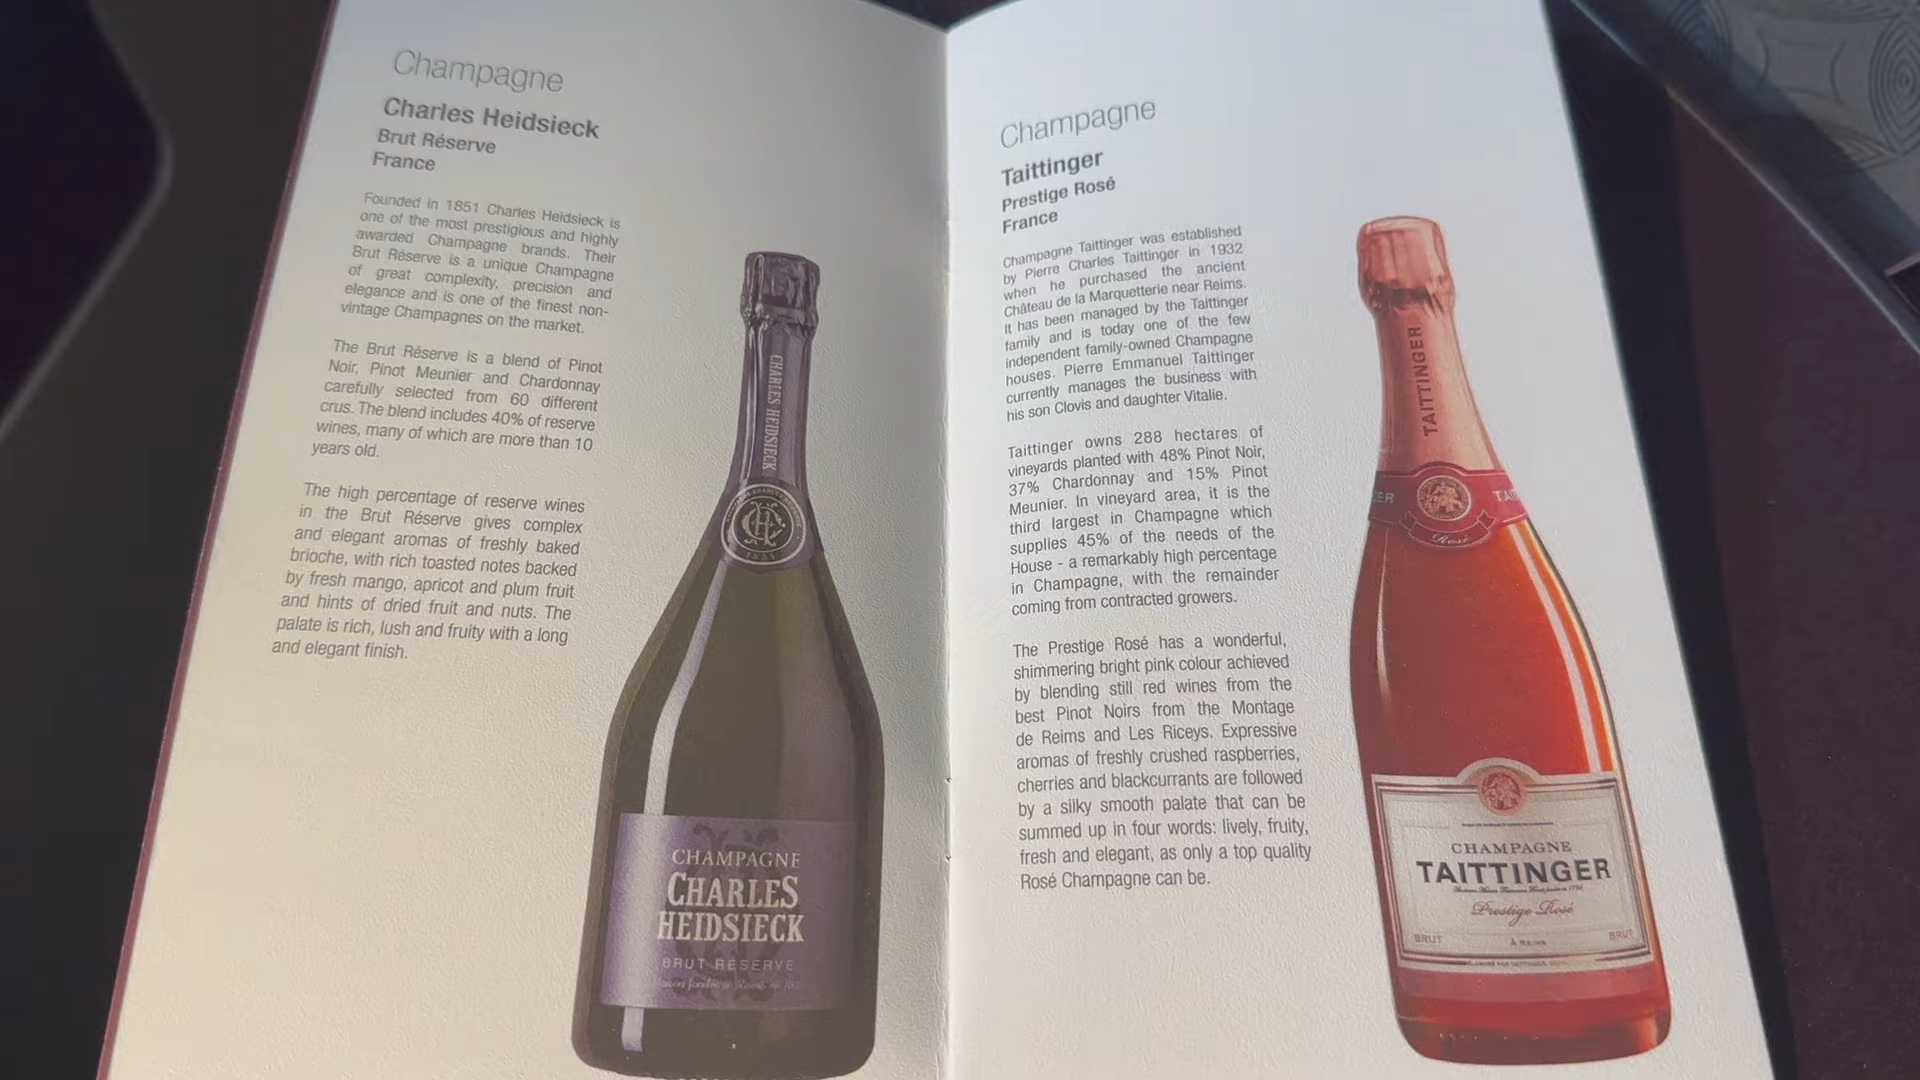 Champagne
Charles Heidsieck
Brut Réserve
France
Founded in 1851 Charles Heidsieck is
one of the most prestigious and highly
awarded Champagne brands. Their
Brut Réserve is a unique Champagne
of great complexity, precision and
elegance and is one of the finest non-
vintage Champagnes on the market.
The Brut Réserve is a blend of Pinot
Noir, Pinot Meunier and Chardonnay
carefully selected from 60 different
crus. The blend includes 40% of reserve
wines, many of which are more than 10
years old.
The high percentage of reserve wines
in the Brut Réserve gives complex
and elegant aromas of freshly baked
brioche, with rich toasted notes backed
by fresh mango, apricot and plum fruit
and hints of dried fruit and nuts. The
palate is rich, lush and fruity with a long
and elegant finish.
CHARLES HEIDSIECK
1851
CHAMPAGNE
CHARLES
HEIDSIECK
BRUT RÉSERVE
Champagne
Taittinger
Prestige Rosé
France
Champagne Taittinger was established
by Pierre Charles Taittinger in 1932
when he purchased the ancient
Château de la Marquetterie near Reims.
It has been managed by the Taittinger
family and is today one of the few
independent family-owned Champagne
houses. Pierre Emmanuel Taittinger
currently manages the business with
his son Clovis and daughter Vitalie.
Taittinger owns 288 hectares of
vineyards planted with 48% Pinot Noir,
37% Chardonnay and 15% Pinot
Meunier. In vineyard area, it is the
third largest in Champagne which
supplies 45% of the needs of the
House - a remarkably high percentage
in Champagne, with the remainder
coming from contracted growers.
The Prestige Rosé has a wonderful,
shimmering bright pink colour achieved
by blending still red wines from the
best Pinot Noirs from the Montage
de Reims and Les Riceys. Expressive
aromas of freshly crushed raspberries,
cherries and blackcurrants are followed
by a silky smooth palate that can be
summed up in four words: lively, fruity,
fresh and elegant, as only a top quality
Rosé Champagne can be.
TAITTINGER
Rosé
CHAMPAGNE
TAITTINGER
Prestige Rosé
BRUT
BRUT